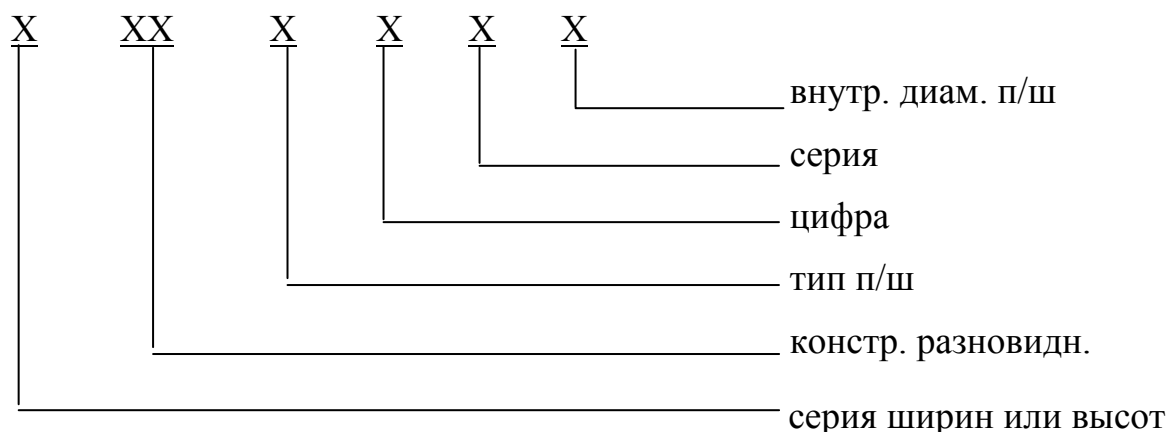 X XX X X X X
внутр. диам. п/ш
серия
цифра
тип п/ш
констр. разновидн.
серия ширин или высот